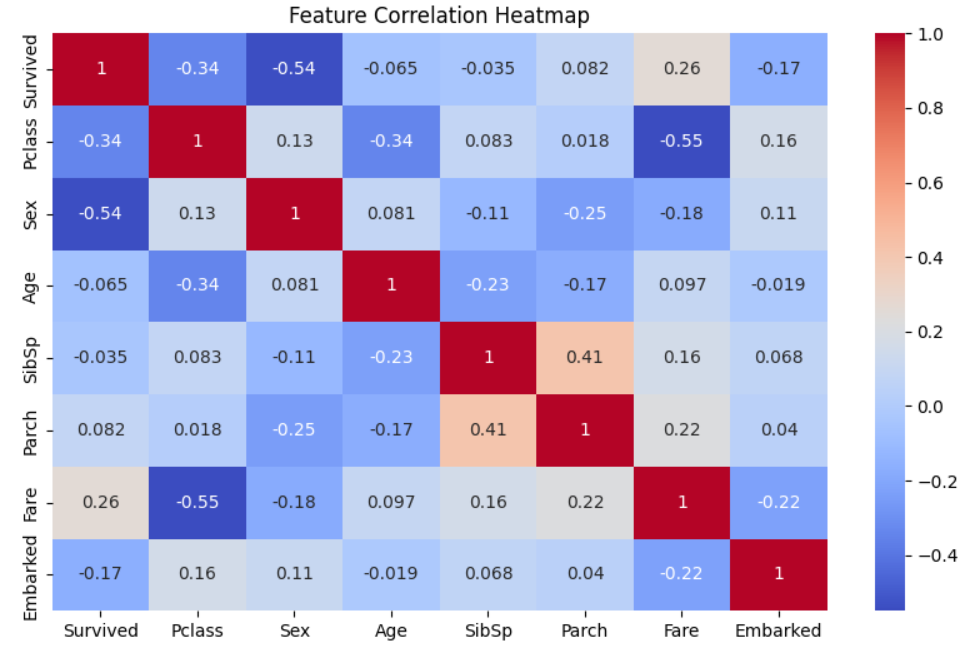 Feature Correlation Heatmap
Survived 1 -0.34 -0.54 -0.065 -0.035 0.082 0.26 -0.17
Pclass -0.34 1 0.13 -0.34 0.083 0.018 -0.55 0.16
Sex -0.54 0.13 1 0.081 -0.11 -0.25 -0.18 0.11
Age -0.065 -0.34 0.081 1 -0.23 -0.17 0.097 -0.019
SibSp -0.035 0.083 -0.11 -0.23 1 0.41 0.16 0.068
Parch 0.082 0.018 -0.25 -0.17 0.41 1 0.22 0.04
Fare 0.26 -0.55 -0.18 0.097 0.16 0.22 1 -0.22
Embarked -0.17 0.16 0.11 -0.019 0.068 0.04 -0.22 1
Survived Pclass Sex Age SibSp Parch Fare Embarked
1.0
0.8
0.6
0.4
0.2
0.0
−0.2
−0.4